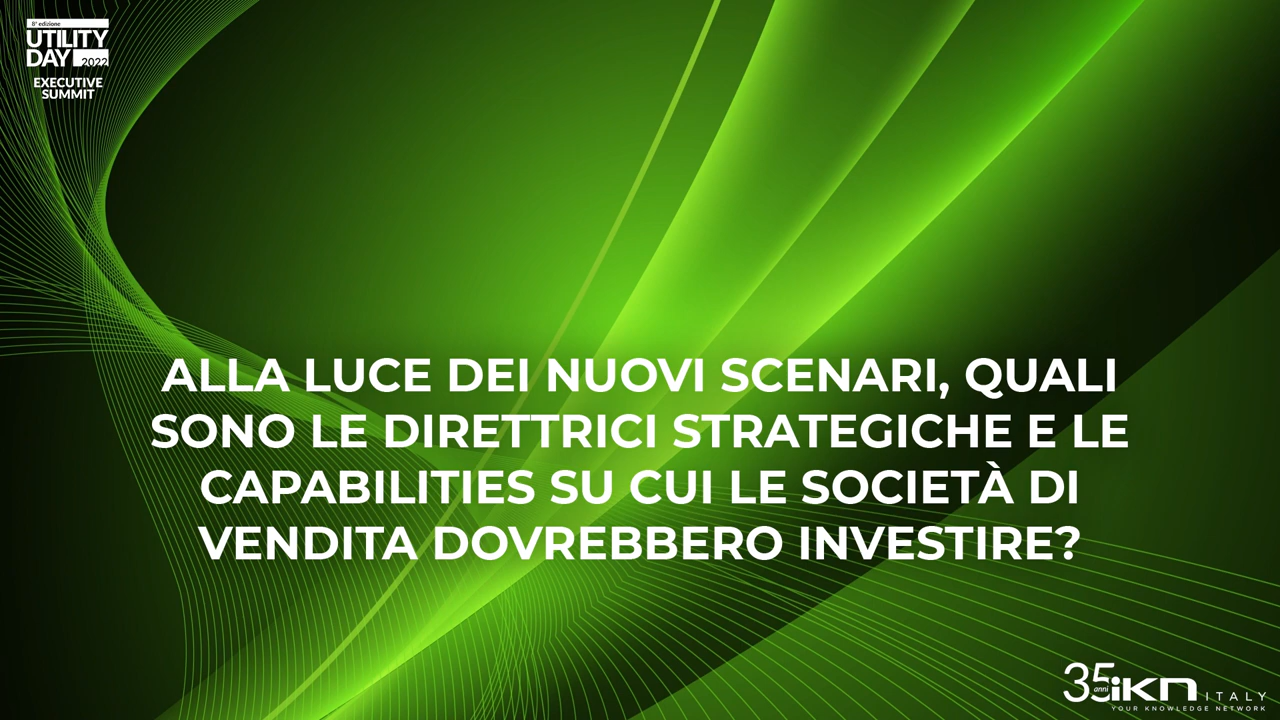 8ª edizione
UTILITY
DAY 2022
EXECUTIVE
SUMMIT
ALLA LUCE DEI NUOVI SCENARI, QUALI
SONO LE DIRETTRICI STRATEGICHE E LE
CAPABILITIES SU CUI LE SOCIETÀ DI
VENDITA DOVREBBERO INVESTIRE?
35 anni iKN ITALY
YOUR KNOWLEDGE NETWORK